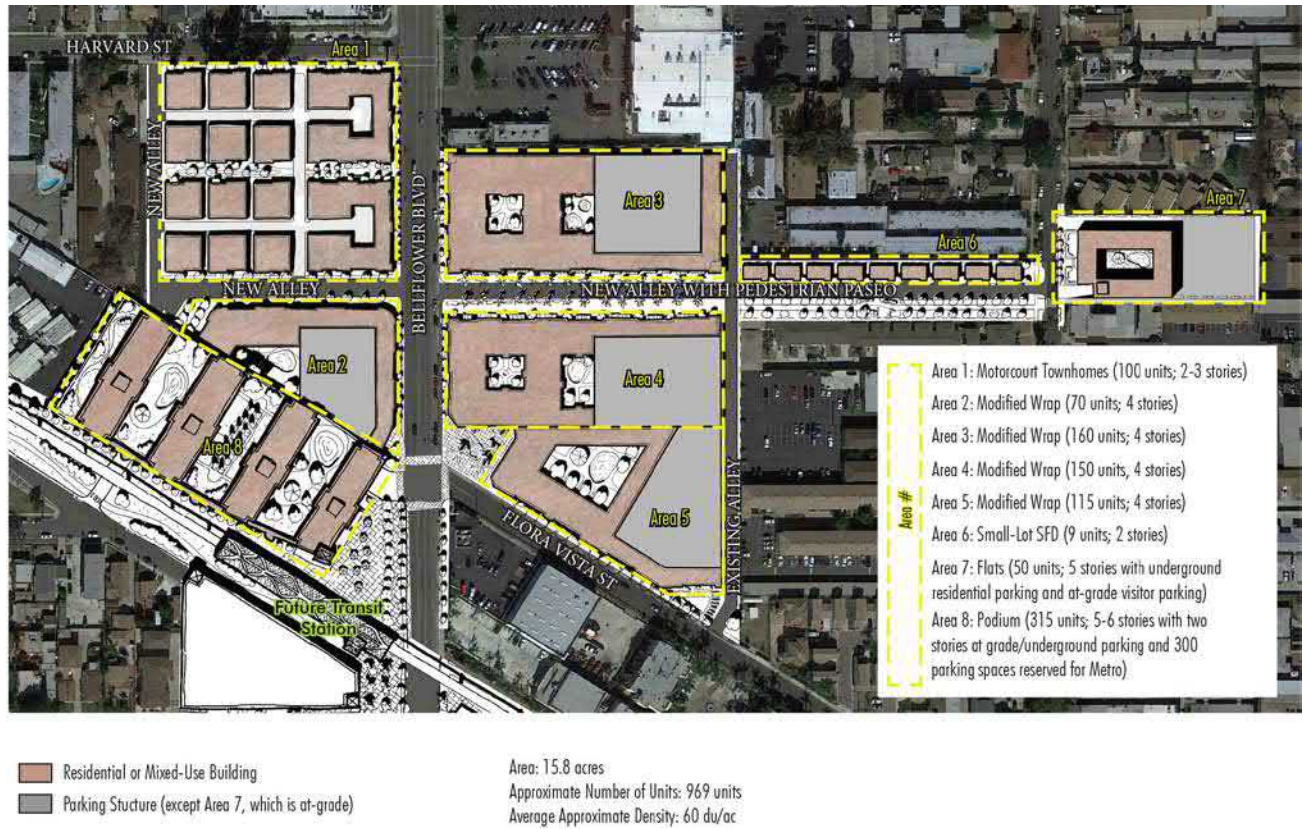 HARVARD ST
Area 1
NEW ALLEY
BELLFLOWER BLVD
Area 3
Area 7
Area 6
NEW ALLEY
NEW ALLEY WITH PEDESTRIAN PASEO
Area 2
Area 4
Area 8
Area 5
FLORA VISTA ST
EXISTING ALLEY
Future Transit
Station
Area #
Area 1: Motorcourt Townhomes (100 units; 2-3 stories)
Area 2: Modified Wrap (70 units; 4 stories)
Area 3: Modified Wrap (160 units; 4 stories)
Area 4: Modified Wrap (150 units, 4 stories)
Area 5: Modified Wrap (115 units; 4 stories)
Area 6: Small-Lot SFD (9 units; 2 stories)
Area 7: Flats (50 units; 5 stories with underground
residential parking and at-grade visitor parking)
Area 8: Podium (315 units; 5-6 stories with two
stories at grade/underground parking and 300
parking spaces reserved for Metro)
Residential or Mixed-Use Building
Parking Stucture (except Area 7, which is at-grade)
Area: 15.8 acres
Approximate Number of Units: 969 units
Average Approximate Density: 60 du/ac